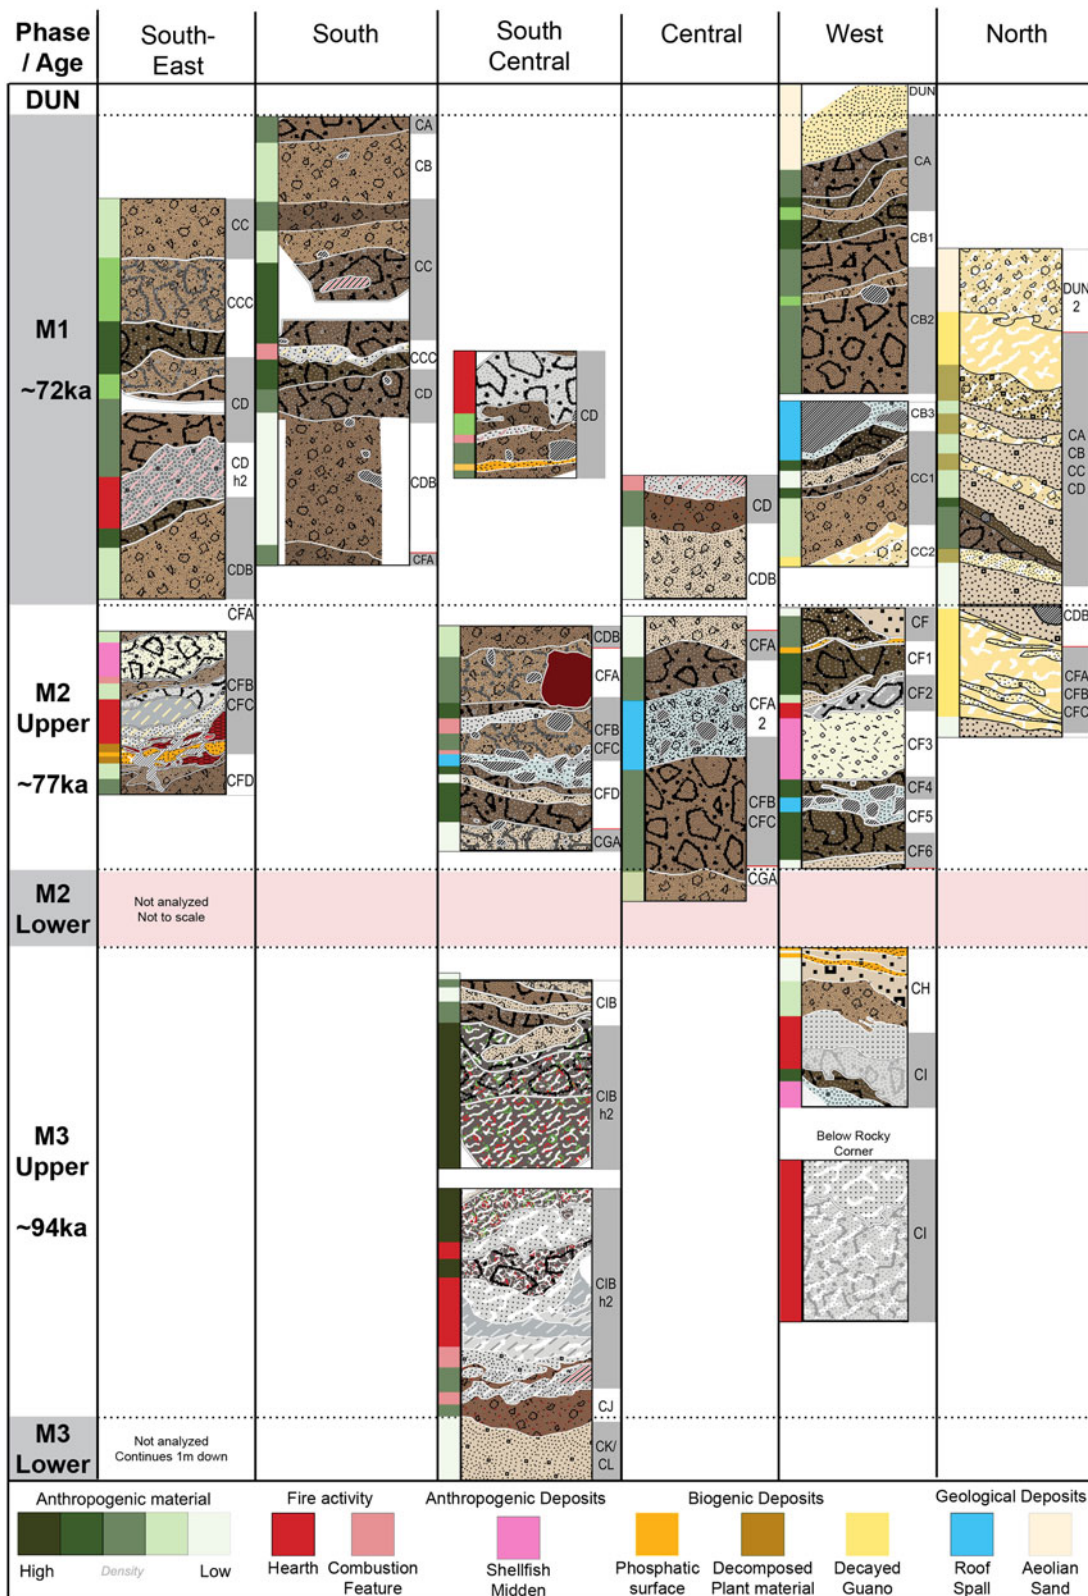 Phase
/ Age
South-
East
South
South
Central
Central
West
North
DUN
M1
~72ka
M2
Upper
~77ka
M2
Lower
M3
Upper
~94ka
M3
Lower
CC
CCC
CD
CD
h2
CDB
CFA
CFB
CFC
CFD
Not analyzed
Not to scale
Not analyzed
Continues 1m down
CA
CB
CC
CCC
CD
CDB
CFA
CD
CDB
CFA
CFB
CFC
CFD
CGA
CIB
CIB
h2
CIB
h2
CJ
CK/
CL
CD
CDB
CFA
CFA
2
CFB
CFC
CGA
DUN
CA
CB1
CB2
CB3
CC1
CC2
CF
CF1
CF2
CF3
CF4
CF5
CF6
CH
CI
Below Rocky
Corner
CI
DUN
2
CA
CB
CC
CD
CDB
CFA
CFB
CFC
Anthropogenic material
High
Density
Low
Fire activity
Hearth
Combustion
Feature
Anthropogenic Deposits
Shellfish
Midden
Biogenic Deposits
Phosphatic
surface
Decomposed
Plant material
Decayed
Guano
Geological Deposits
Roof
Spall
Aeolian
Sand